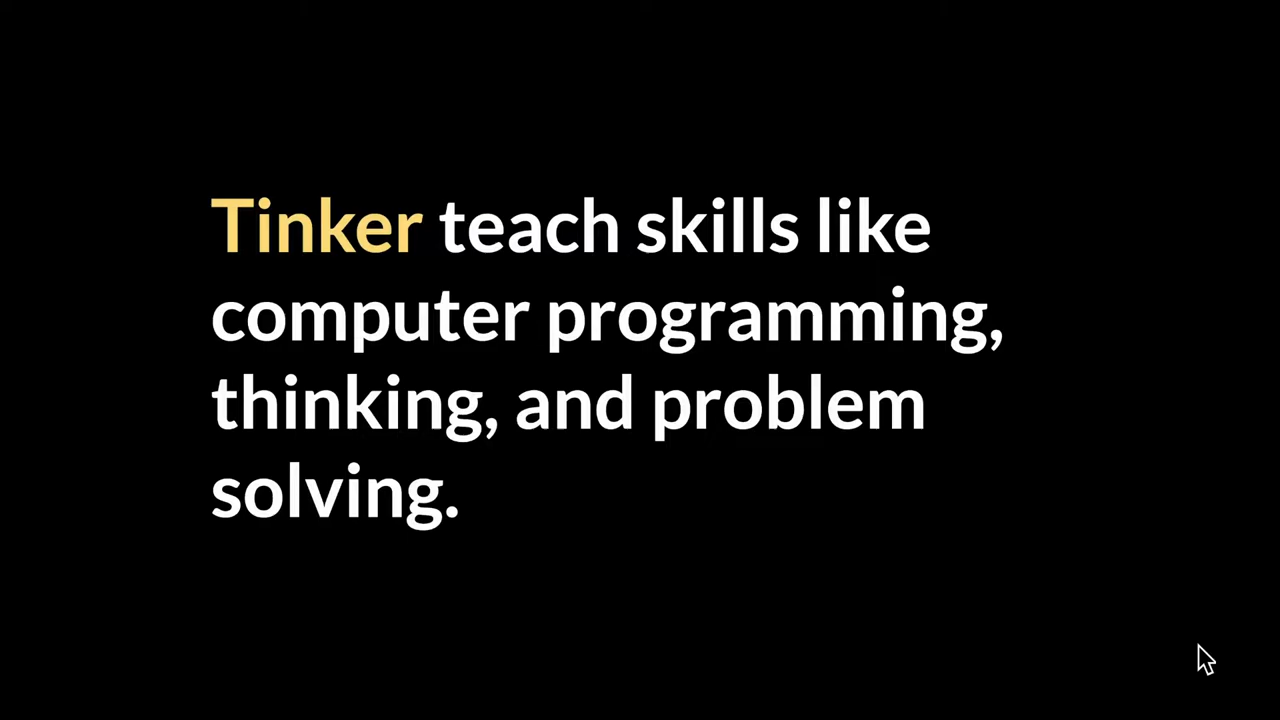 Tinker teach skills like
computer programming,
thinking, and problem
solving.